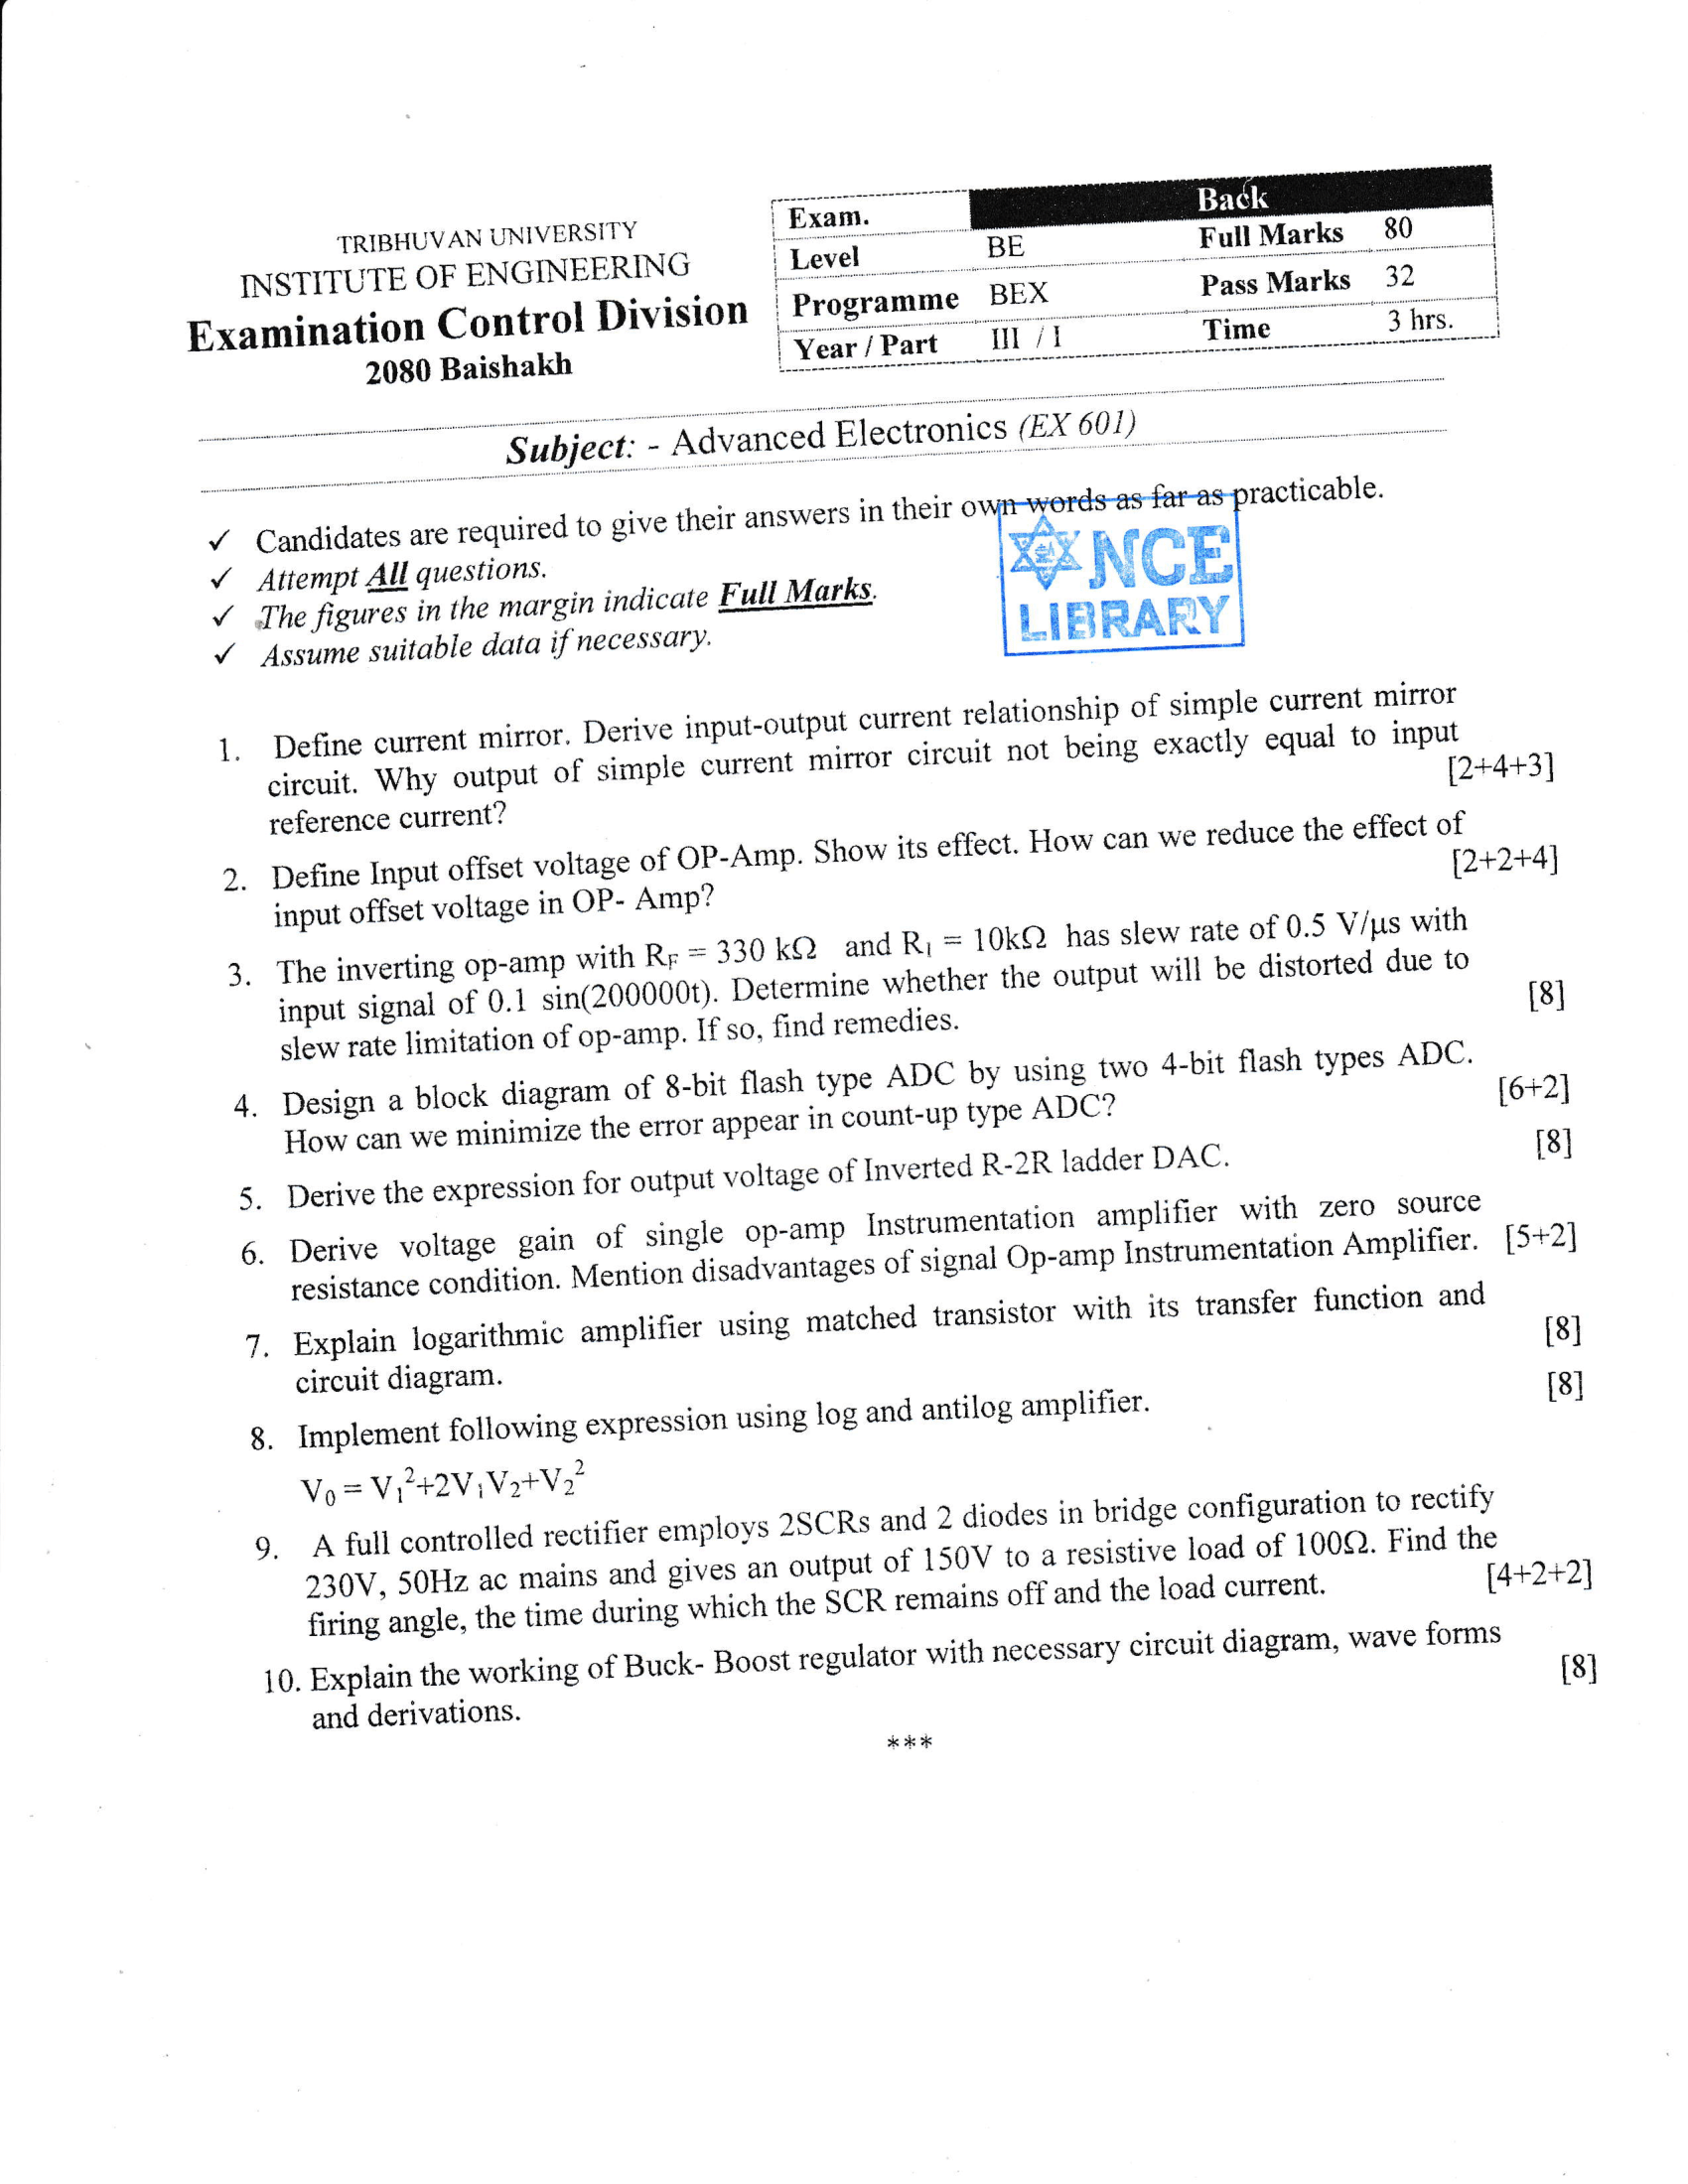 TRIBHUVAN UNIVERSITY
INSTITUTE OF ENGINEERING
Examination Control Division
2080 Baishakh
Exam. Back
Level BE Full Marks 80
Programme BEX Pass Marks 32
Year / Part III / I Time 3 hrs.
Subject: - Advanced Electronics (EX 601)
✓ Candidates are required to give their answers in their own words as far as practicable.
✓ Attempt All questions.
✓ The figures in the margin indicate Full Marks.
✓ Assume suitable data if necessary.
NCE
LIBRARY
1. Define current mirror. Derive input-output current relationship of simple current mirror
circuit. Why output of simple current mirror circuit not being exactly equal to input
reference current? [2+4+3]
2. Define Input offset voltage of OP-Amp. Show its effect. How can we reduce the effect of
input offset voltage in OP- Amp? [2+2+4]
3. The inverting op-amp with RF = 330 kΩ and R1 = 10kΩ has slew rate of 0.5 V/µs with
input signal of 0.1 sin(200000t). Determine whether the output will be distorted due to
slew rate limitation of op-amp. If so, find remedies. [8]
4. Design a block diagram of 8-bit flash type ADC by using two 4-bit flash types ADC.
How can we minimize the error appear in count-up type ADC? [6+2]
5. Derive the expression for output voltage of Inverted R-2R ladder DAC. [8]
6. Derive voltage gain of single op-amp Instrumentation amplifier with zero source
resistance condition. Mention disadvantages of signal Op-amp Instrumentation Amplifier. [5+2]
7. Explain logarithmic amplifier using matched transistor with its transfer function and
circuit diagram. [8]
8. Implement following expression using log and antilog amplifier. [8]
V₀ = V₁²+2V₁V₂+V₂²
9. A full controlled rectifier employs 2SCRs and 2 diodes in bridge configuration to rectify
230V, 50Hz ac mains and gives an output of 150V to a resistive load of 100Ω. Find the
firing angle, the time during which the SCR remains off and the load current. [4+2+2]
10. Explain the working of Buck- Boost regulator with necessary circuit diagram, wave forms
and derivations. [8]
***